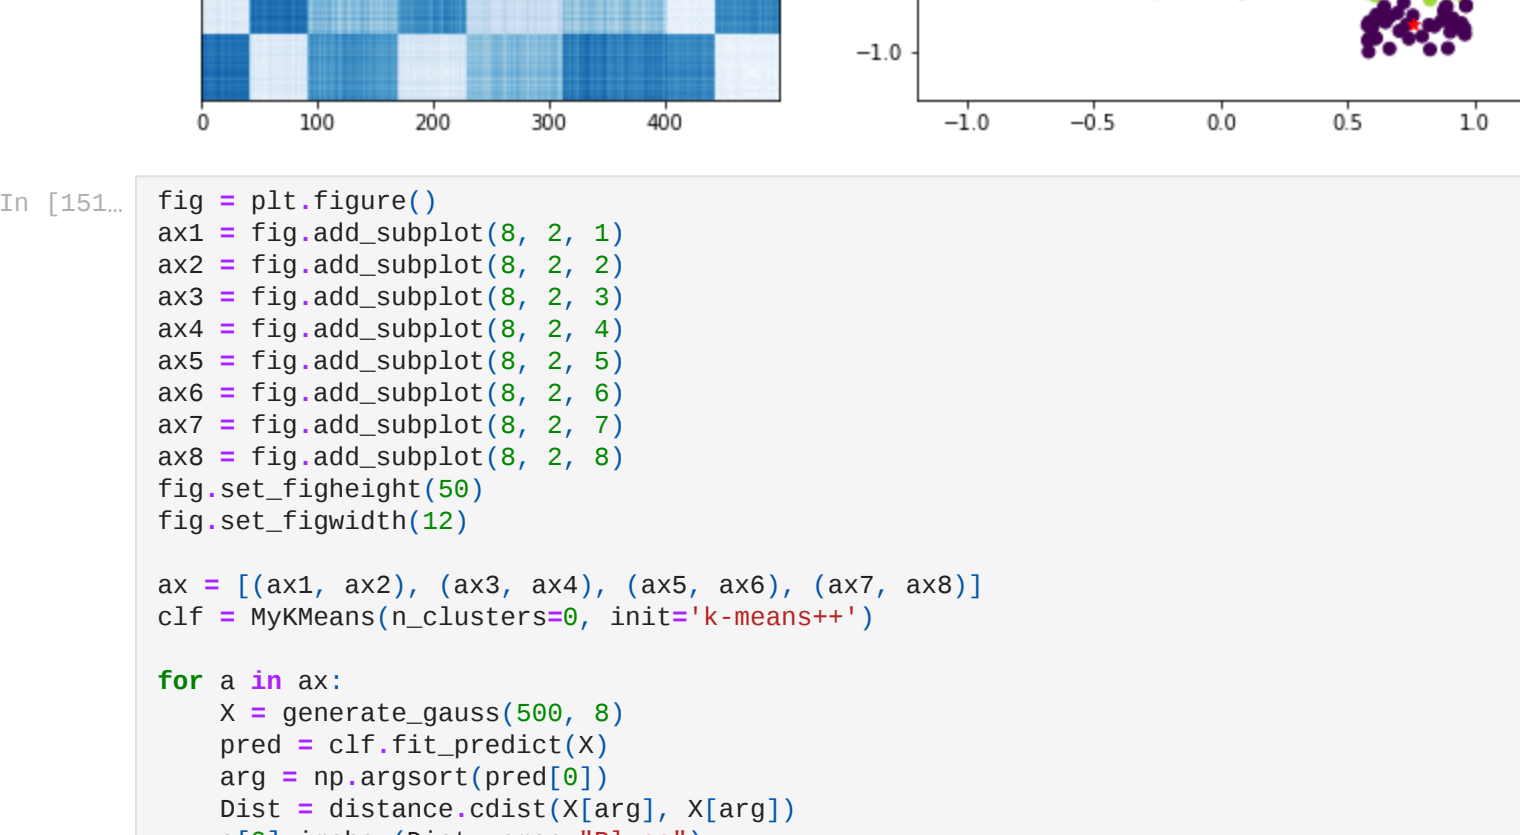 −1.0
0 100 200 300 400
−1.0 −0.5 0.0 0.5 1.0
In [151…
fig = plt.figure()
ax1 = fig.add_subplot(8, 2, 1)
ax2 = fig.add_subplot(8, 2, 2)
ax3 = fig.add_subplot(8, 2, 3)
ax4 = fig.add_subplot(8, 2, 4)
ax5 = fig.add_subplot(8, 2, 5)
ax6 = fig.add_subplot(8, 2, 6)
ax7 = fig.add_subplot(8, 2, 7)
ax8 = fig.add_subplot(8, 2, 8)
fig.set_figheight(50)
fig.set_figwidth(12)
ax = [(ax1, ax2), (ax3, ax4), (ax5, ax6), (ax7, ax8)]
clf = MyKMeans(n_clusters=0, init='k-means++')
for a in ax:
    X = generate_gauss(500, 8)
    pred = clf.fit_predict(X)
    arg = np.argsort(pred[0])
    Dist = distance.cdist(X[arg], X[arg])